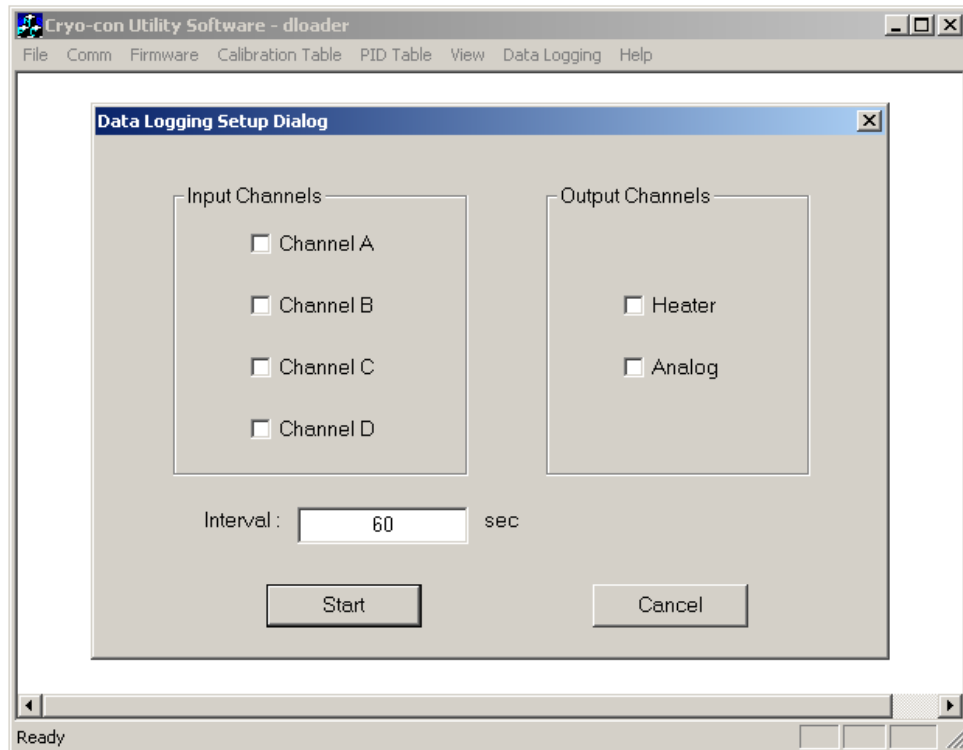 Cryo-con Utility Software - dloader
File Comm Firmware Calibration Table PID Table View Data Logging Help
Data Logging Setup Dialog
Input Channels
Channel A
Channel B
Channel C
Channel D
Output Channels
Heater
Analog
Interval : 60 sec
Start Cancel
Ready